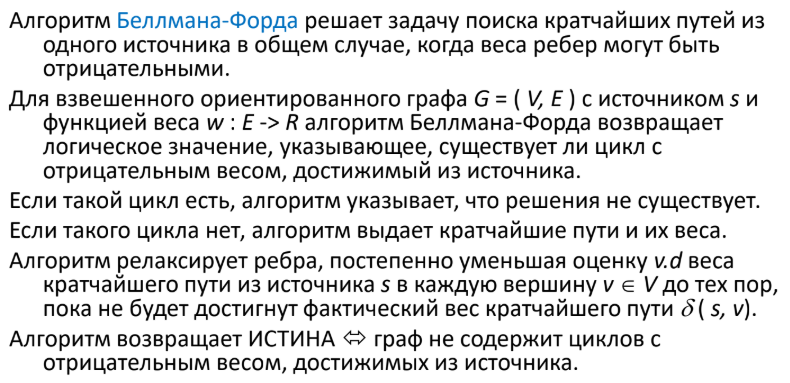 Алгоритм Беллмана-Форда решает задачу поиска кратчайших путей из
одного источника в общем случае, когда веса ребер могут быть
отрицательными.
Для взвешенного ориентированного графа G = ( V, E ) с источником s и
функцией веса w : E -> R алгоритм Беллмана-Форда возвращает
логическое значение, указывающее, существует ли цикл с
отрицательным весом, достижимый из источника.
Если такой цикл есть, алгоритм указывает, что решения не существует.
Если такого цикла нет, алгоритм выдает кратчайшие пути и их веса.
Алгоритм релаксирует ребра, постепенно уменьшая оценку v.d веса
кратчайшего пути из источника s в каждую вершину v ∈ V до тех пор,
пока не будет достигнут фактический вес кратчайшего пути δ ( s, v).
Алгоритм возвращает ИСТИНА ⇔ граф не содержит циклов с
отрицательным весом, достижимых из источника.